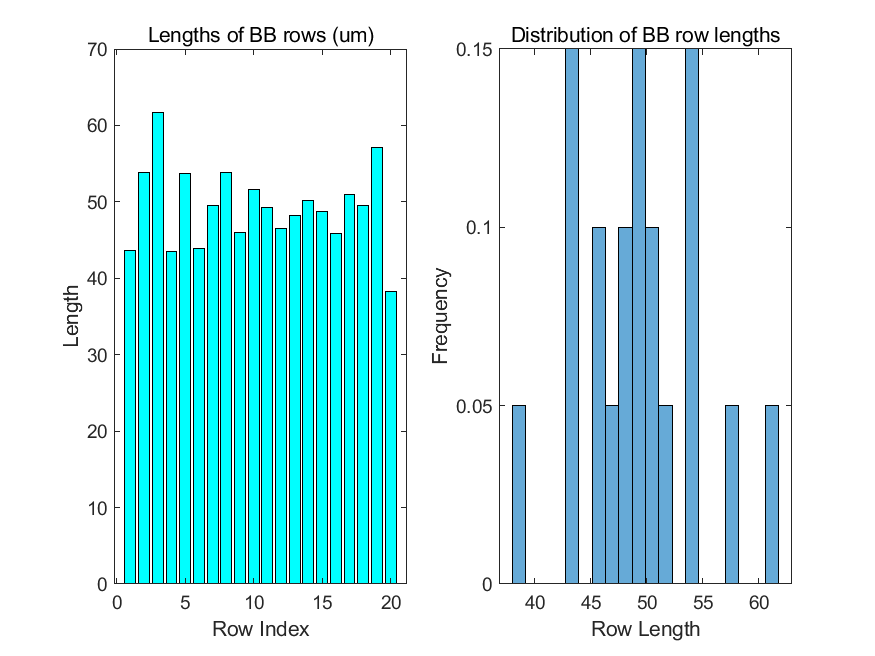 Lengths of BB rows (um)
70
60
50
40
30
20
10
0
Length
0 5 10 15 20
Row Index
Distribution of BB row lengths
0.15
0.1
0.05
0
Frequency
40 45 50 55 60
Row Length